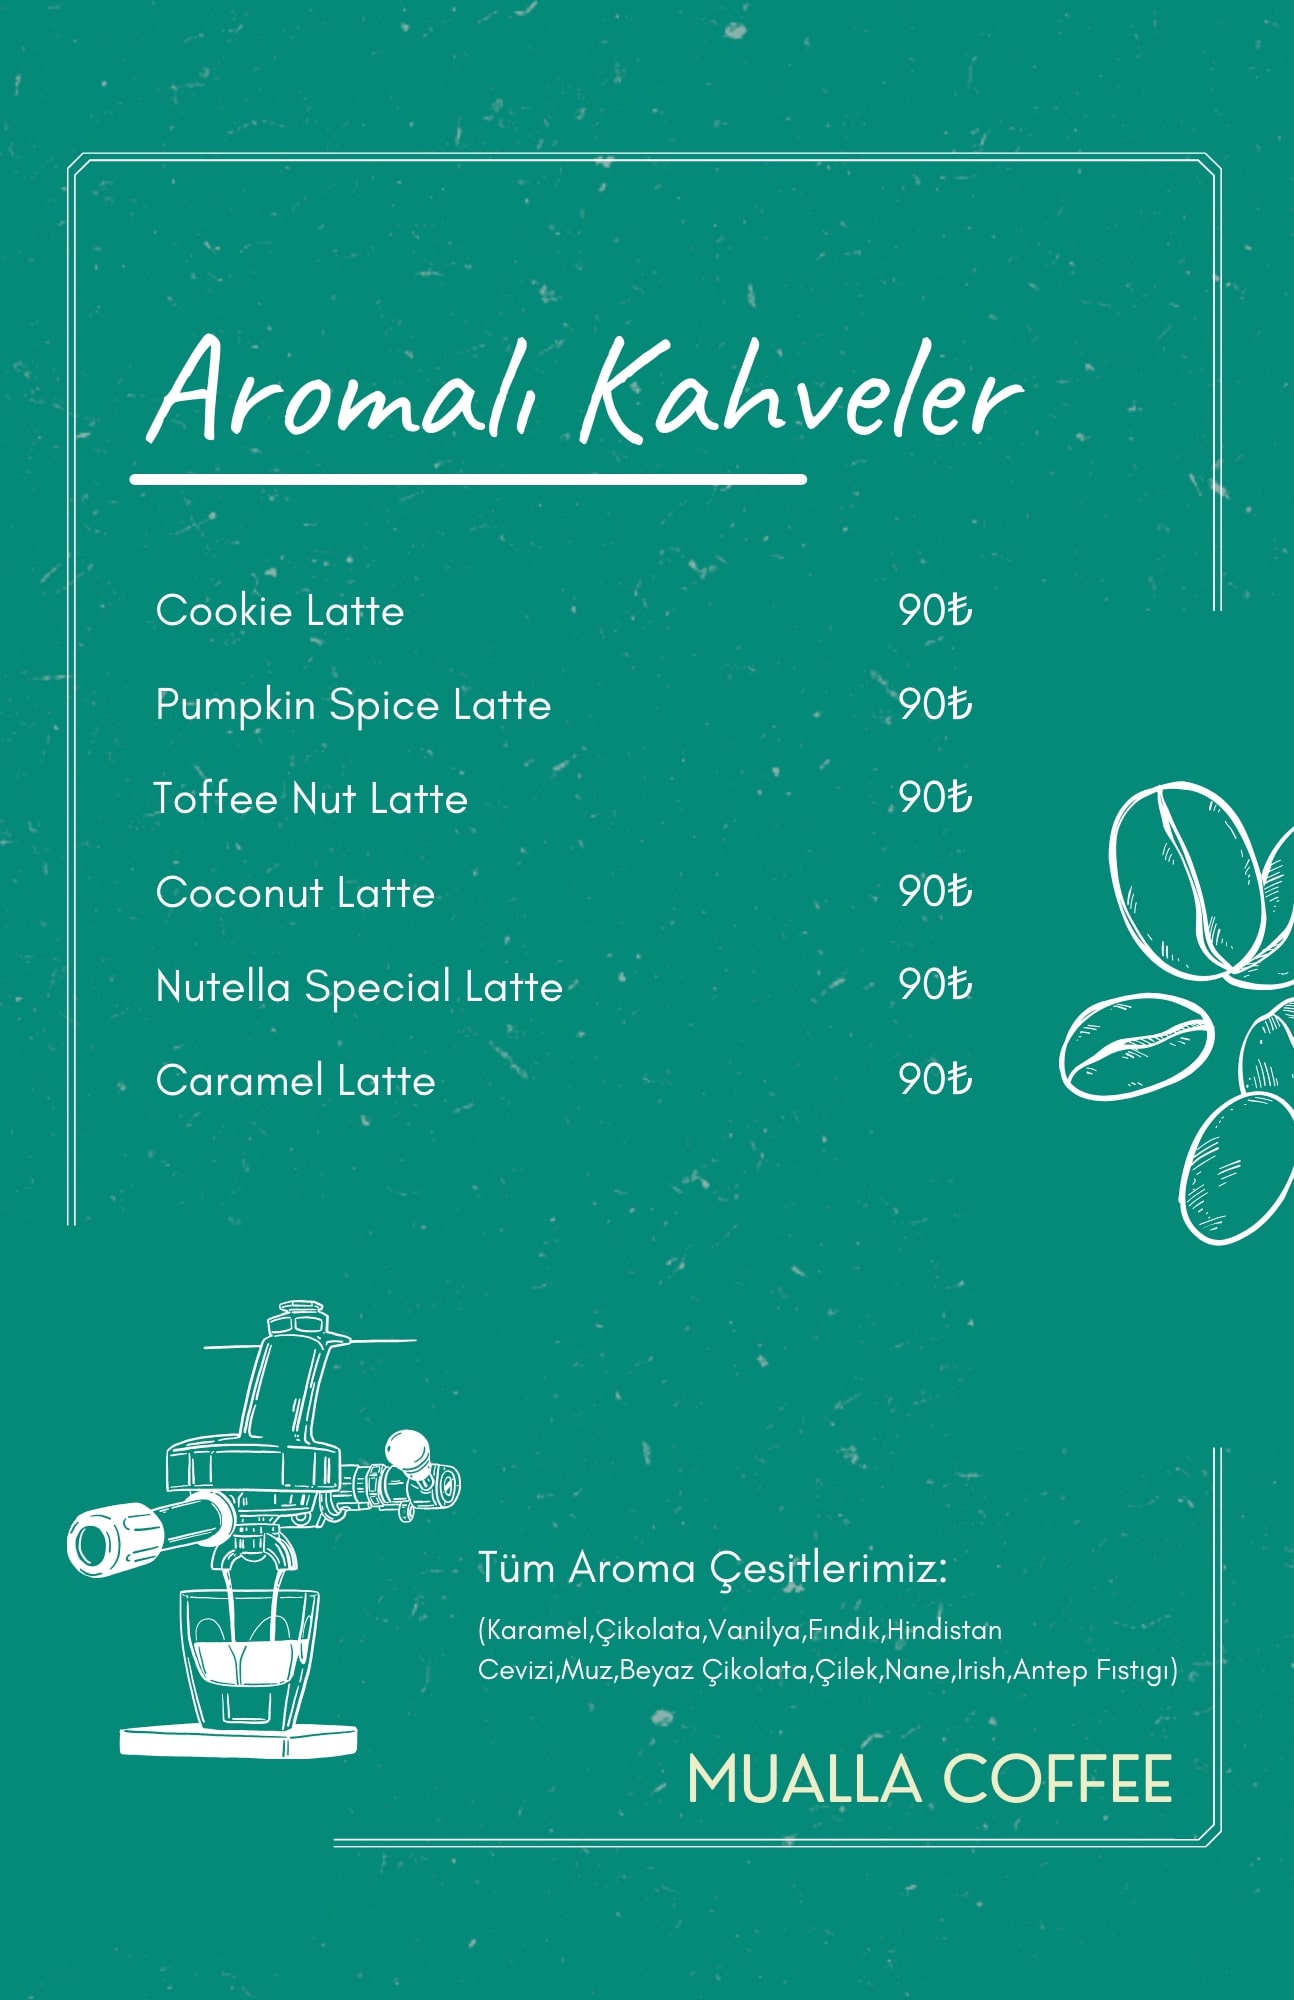 Aromalı Kahveler
Cookie Latte 90₺
Pumpkin Spice Latte 90₺
Toffee Nut Latte 90₺
Coconut Latte 90₺
Nutella Special Latte 90₺
Caramel Latte 90₺
Tüm Aroma Çesitlerimiz:
(Karamel,Çikolata,Vanilya,Fındık,Hindistan
Cevizi,Muz,Beyaz Çikolata,Çilek,Nane,Irish,Antep Fıstıgı)
MUALLA COFFEE